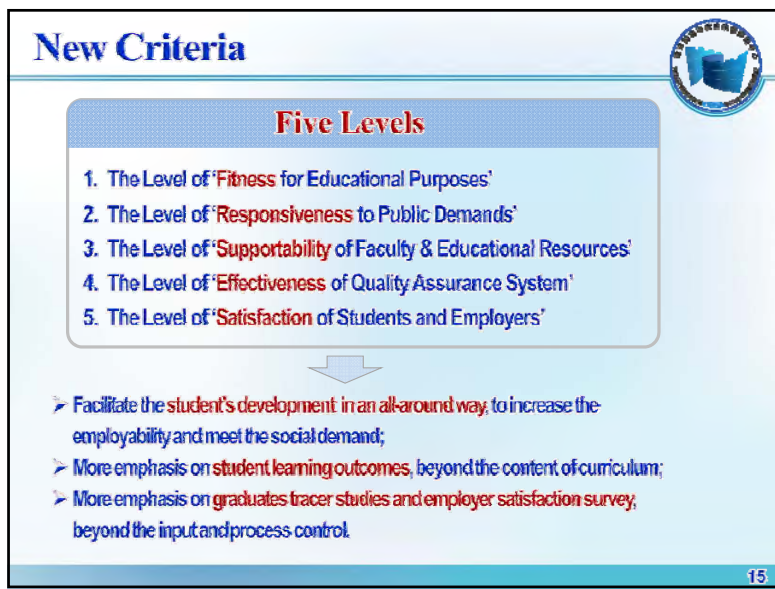 New Criteria
Five Levels
1. The Level of ‘Fitness for Educational Purposes’
2. The Level of ‘Responsiveness to Public Demands’
3. The Level of ‘Supportability of Faculty & Educational Resources’
4. The Level of ‘Effectiveness of Quality Assurance System’
5. The Level of ‘Satisfaction of Students and Employers’
➢ Facilitate the student’s development in an all-around way, to increase the
employability and meet the social demand;
➢ More emphasis on student learning outcomes, beyond the content of curriculum;
➢ More emphasis on graduates tracer studies and employer satisfaction survey,
beyond the input and process control.
15